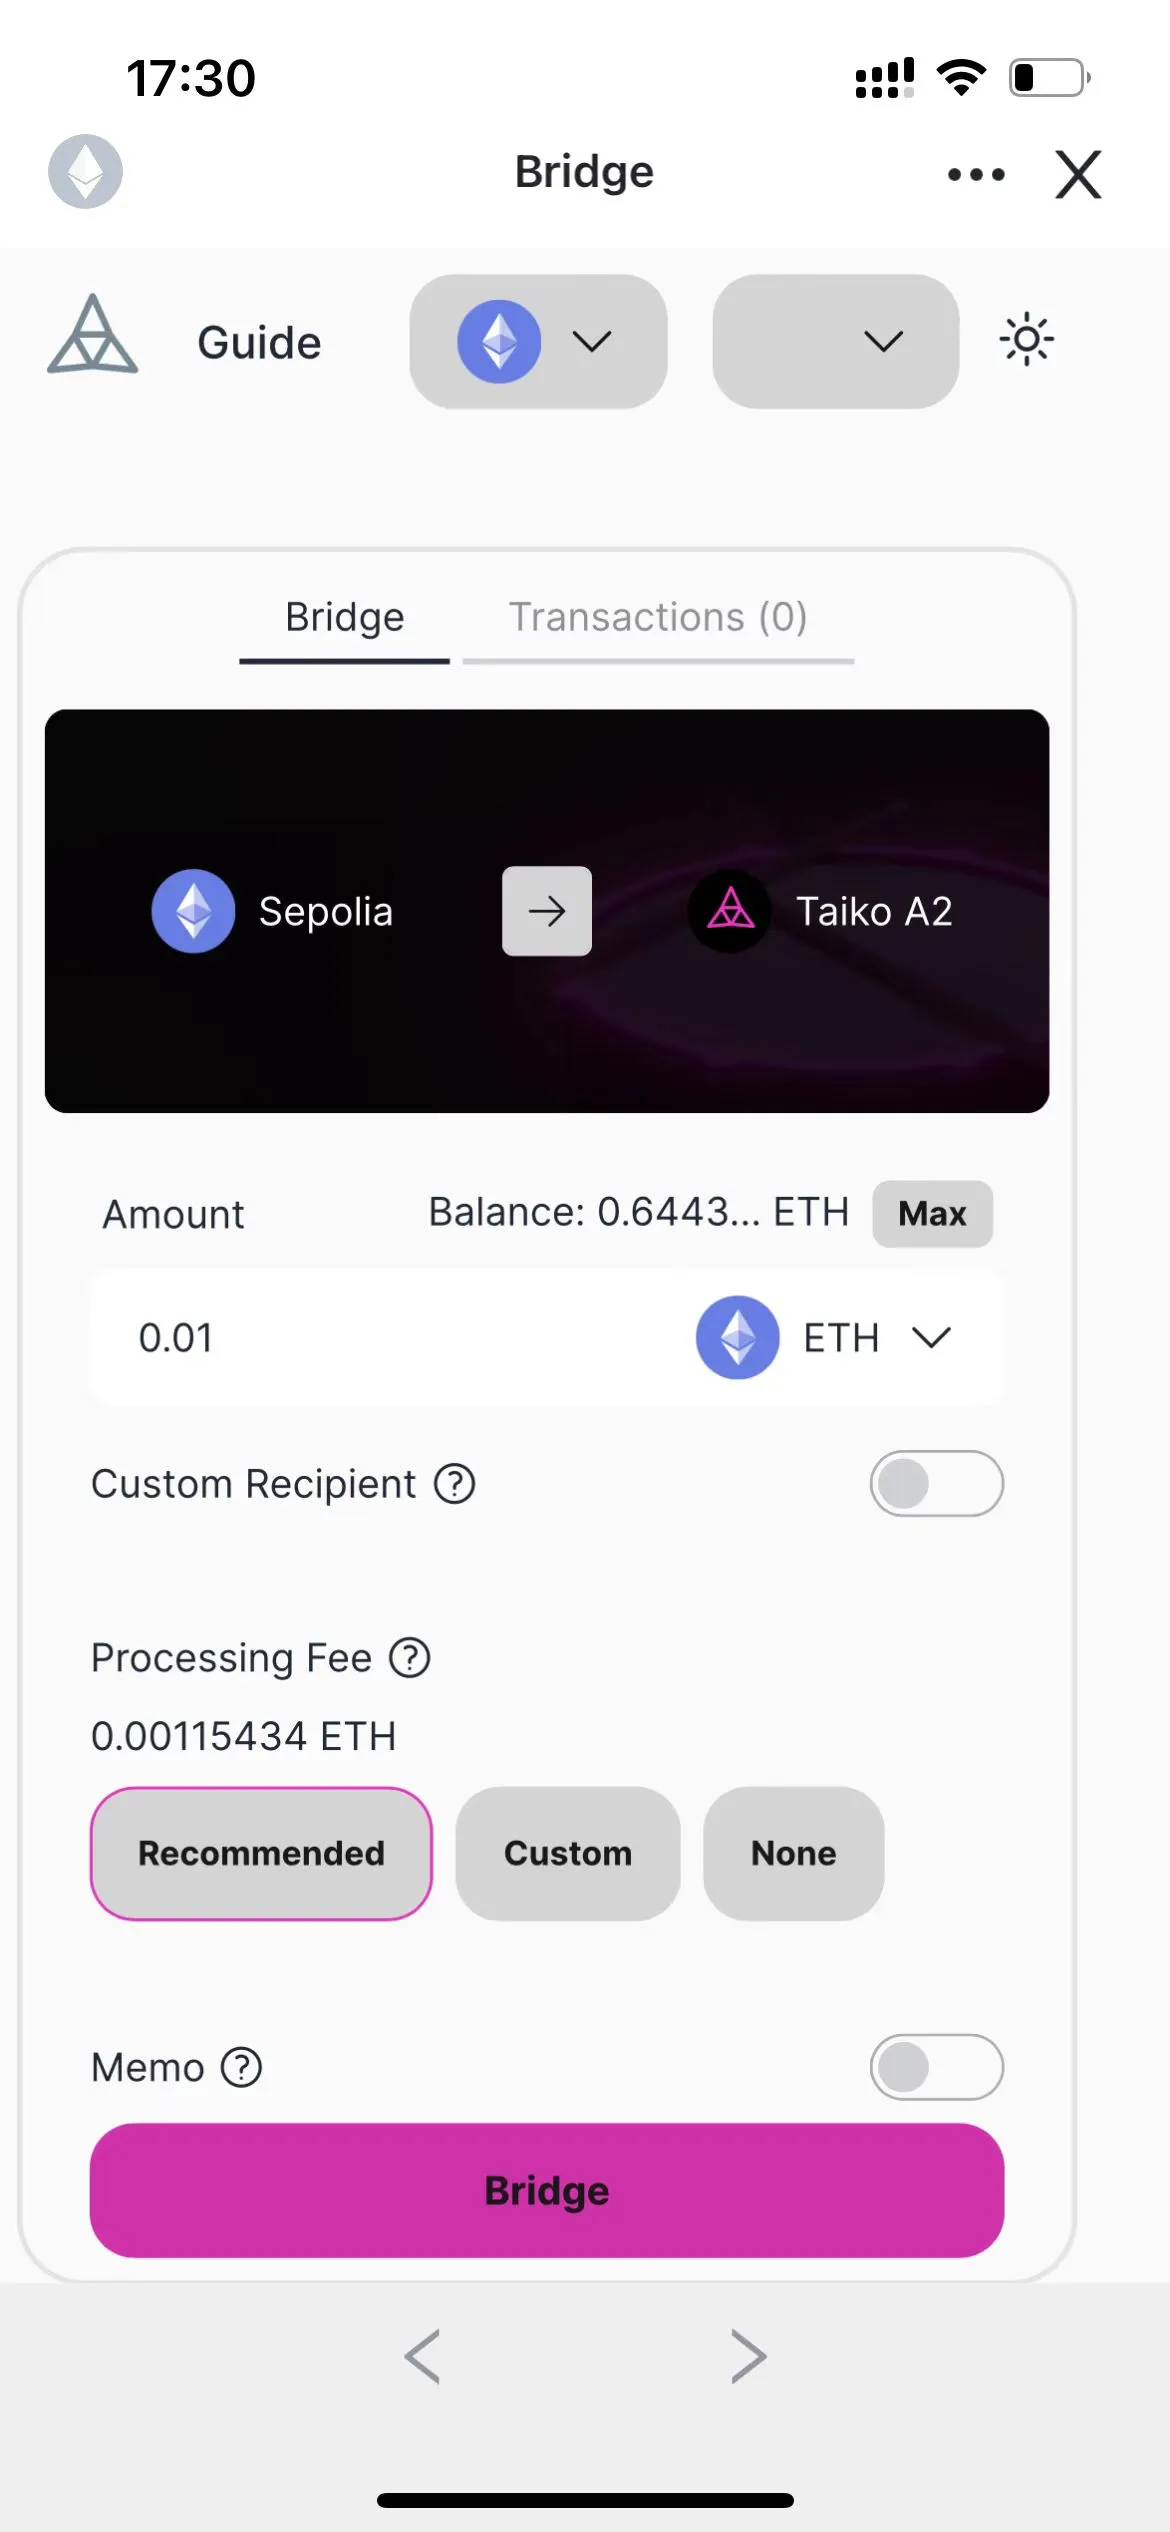 17:30
Bridge
Guide
Bridge
Transactions (0)
Sepolia
Taiko A2
Amount
Balance: 0.6443... ETH
Max
0.01
ETH
Custom Recipient
Processing Fee
0.00115434 ETH
Recommended
Custom
None
Memo
Bridge